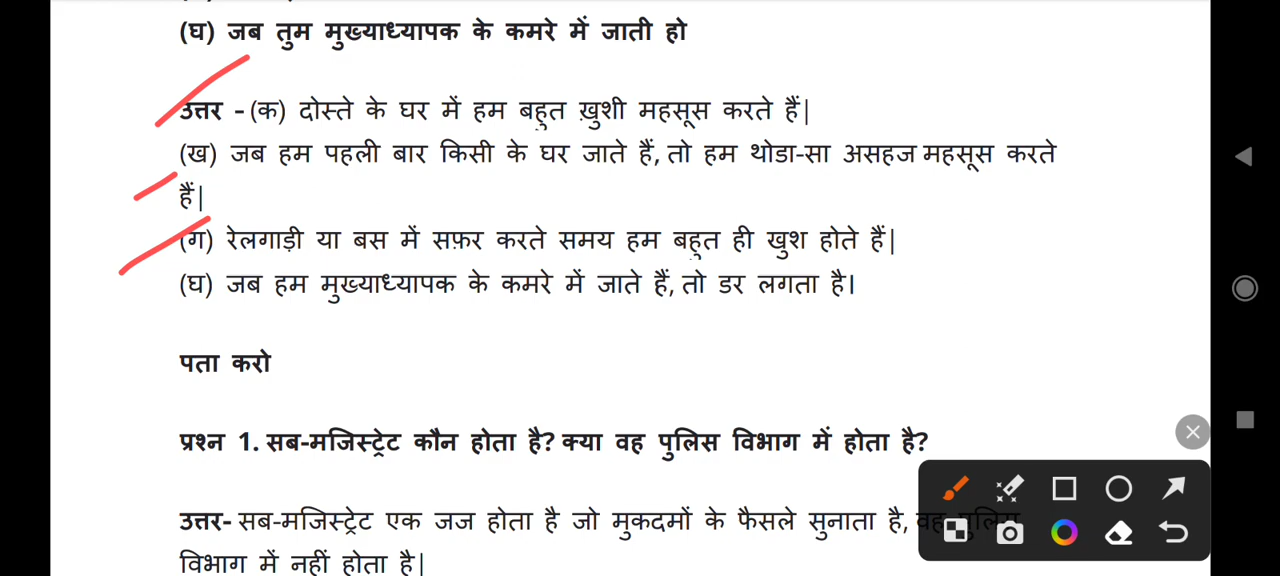 (घ) जब तुम मुख्याध्यापक के कमरे में जाती हो
उत्तर - (क) दोस्ते के घर में हम बहुत ख़ुशी महसूस करते हैं|
(ख) जब हम पहली बार किसी के घर जाते हैं, तो हम थोडा-सा असहज महसूस करते
हैं|
(ग) रेलगाड़ी या बस में सफ़र करते समय हम बहुत ही खुश होते हैं|
(घ) जब हम मुख्याध्यापक के कमरे में जाते हैं, तो डर लगता है।
पता करो
प्रश्न 1. सब-मजिस्ट्रेट कौन होता है? क्या वह पुलिस विभाग में होता है?
उत्तर- सब-मजिस्ट्रेट एक जज होता है जो मुकदमों के फैसले सुनाता है, वह पुलिस
विभाग में नहीं होता है|